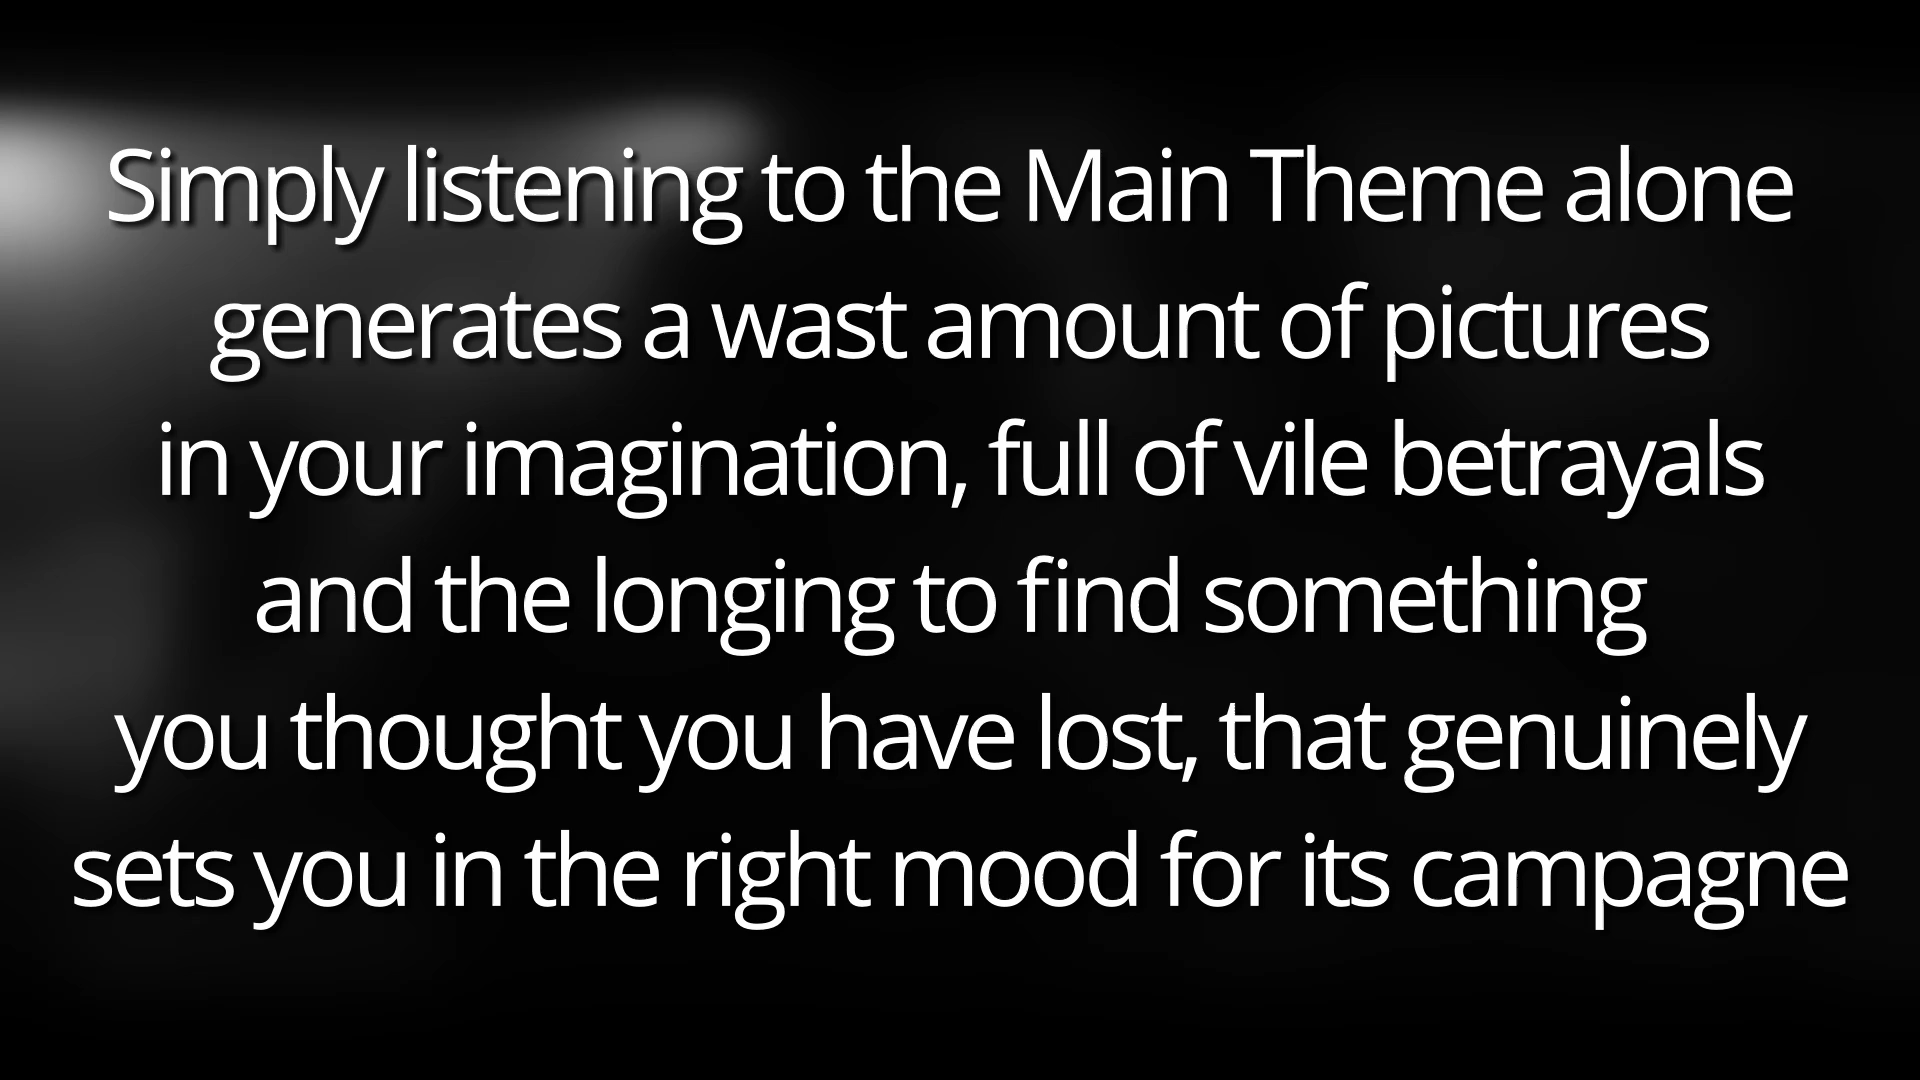 Simply listening to the Main Theme alone
generates a wast amount of pictures
in your imagination, full of vile betrayals
and the longing to find something
you thought you have lost, that genuinely
sets you in the right mood for its campagne